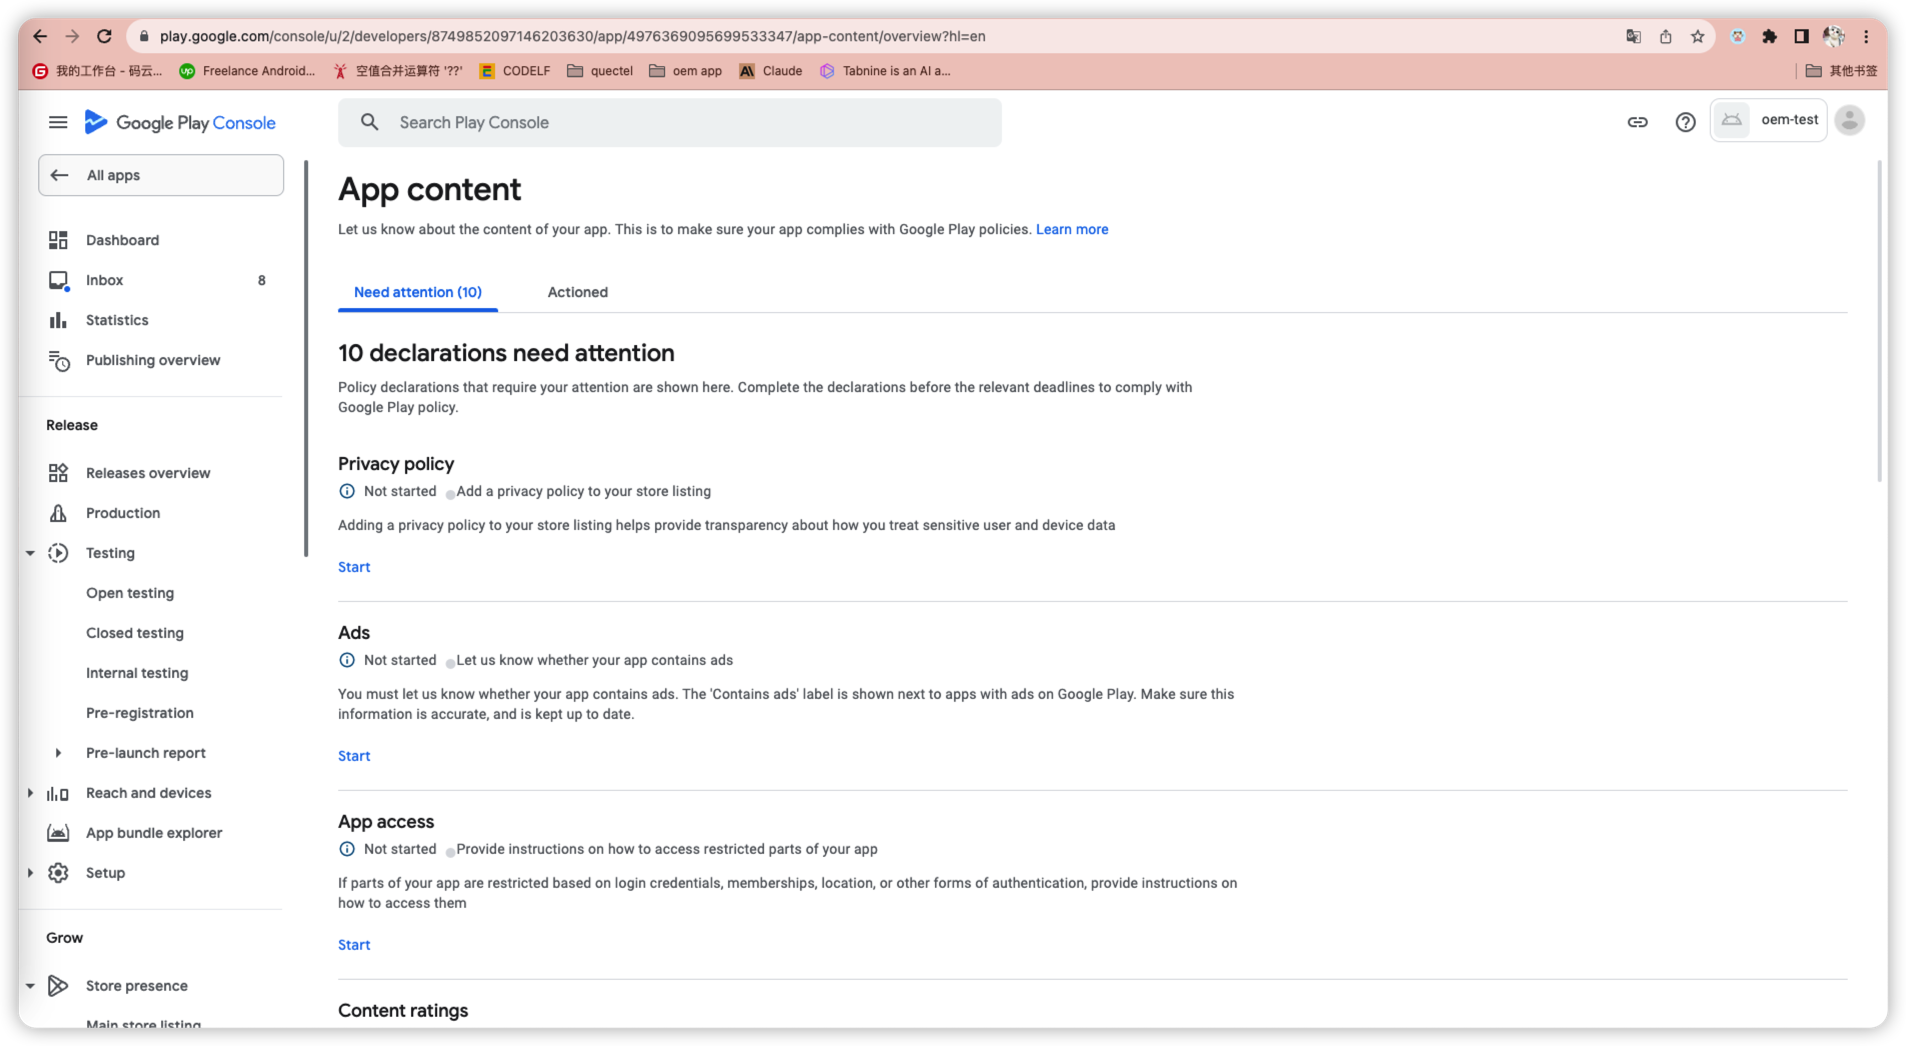 play.google.com/console/u/2/developers/8749852097146203630/app/4976369095699533347/app-content/overview?hl=en
我的工作台 - 码云...
Freelance Android...
空值合并运算符 '??'
CODELF
quectel
oem app
Claude
Tabnine is an AI a...
其他书签
Google Play Console
Search Play Console
oem-test
All apps
Dashboard
Inbox 8
Statistics
Publishing overview
Release
Releases overview
Production
Testing
Open testing
Closed testing
Internal testing
Pre-registration
Pre-launch report
Reach and devices
App bundle explorer
Setup
Grow
Store presence
Main store listing
App content
Let us know about the content of your app. This is to make sure your app complies with Google Play policies. Learn more
Need attention (10)
Actioned
10 declarations need attention
Policy declarations that require your attention are shown here. Complete the declarations before the relevant deadlines to comply with
Google Play policy.
Privacy policy
Not started Add a privacy policy to your store listing
Adding a privacy policy to your store listing helps provide transparency about how you treat sensitive user and device data
Start
Ads
Not started Let us know whether your app contains ads
You must let us know whether your app contains ads. The 'Contains ads' label is shown next to apps with ads on Google Play. Make sure this
information is accurate, and is kept up to date.
Start
App access
Not started Provide instructions on how to access restricted parts of your app
If parts of your app are restricted based on login credentials, memberships, location, or other forms of authentication, provide instructions on
how to access them
Start
Content ratings